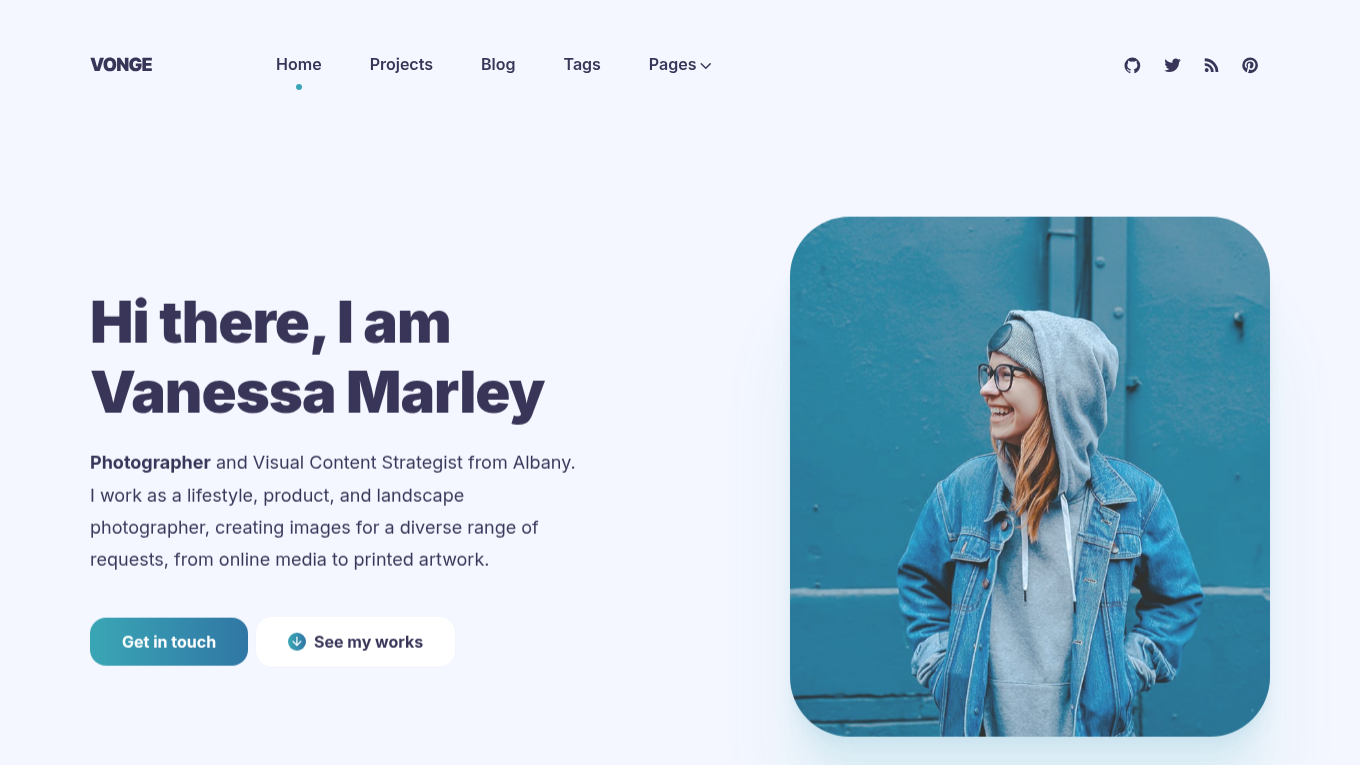 VONGE
Home
Projects
Blog
Tags
Pages
Hi there, I am
Vanessa Marley
Photographer and Visual Content Strategist from Albany.
I work as a lifestyle, product, and landscape
photographer, creating images for a diverse range of
requests, from online media to printed artwork.
Get in touch
See my works